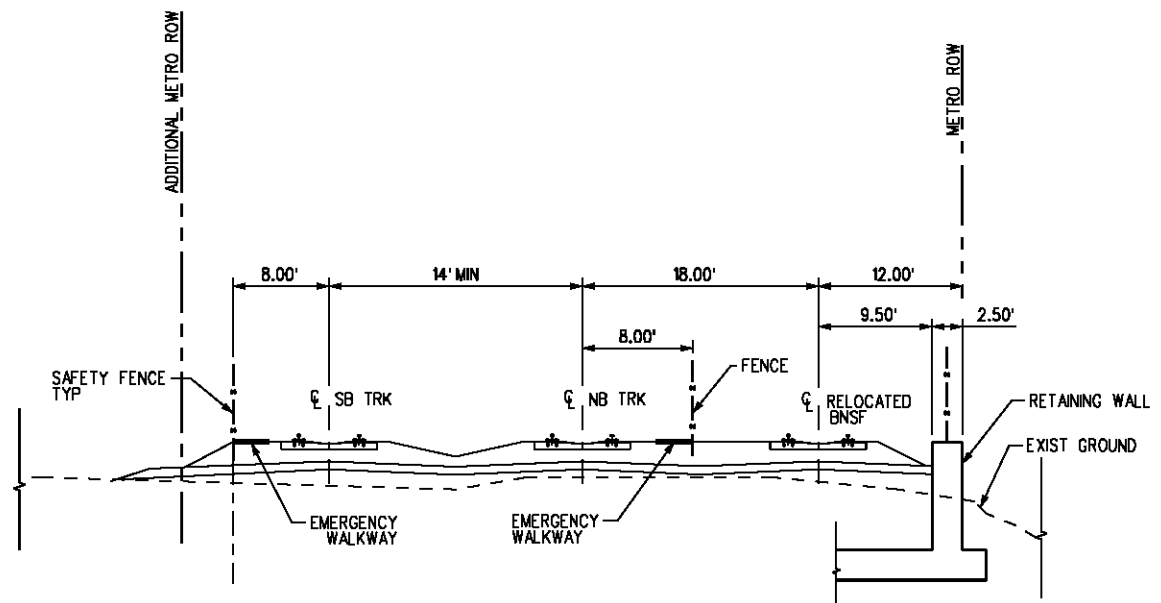 ADDITIONAL METRO ROW
METRO ROW
8.00'
14' MIN
18.00'
12.00'
9.50'
2.50'
8.00'
SAFETY FENCE
TYP
℄ SB TRK
℄ NB TRK
FENCE
℄ RELOCATED
BNSF
RETAINING WALL
EXIST GROUND
EMERGENCY
WALKWAY
EMERGENCY
WALKWAY